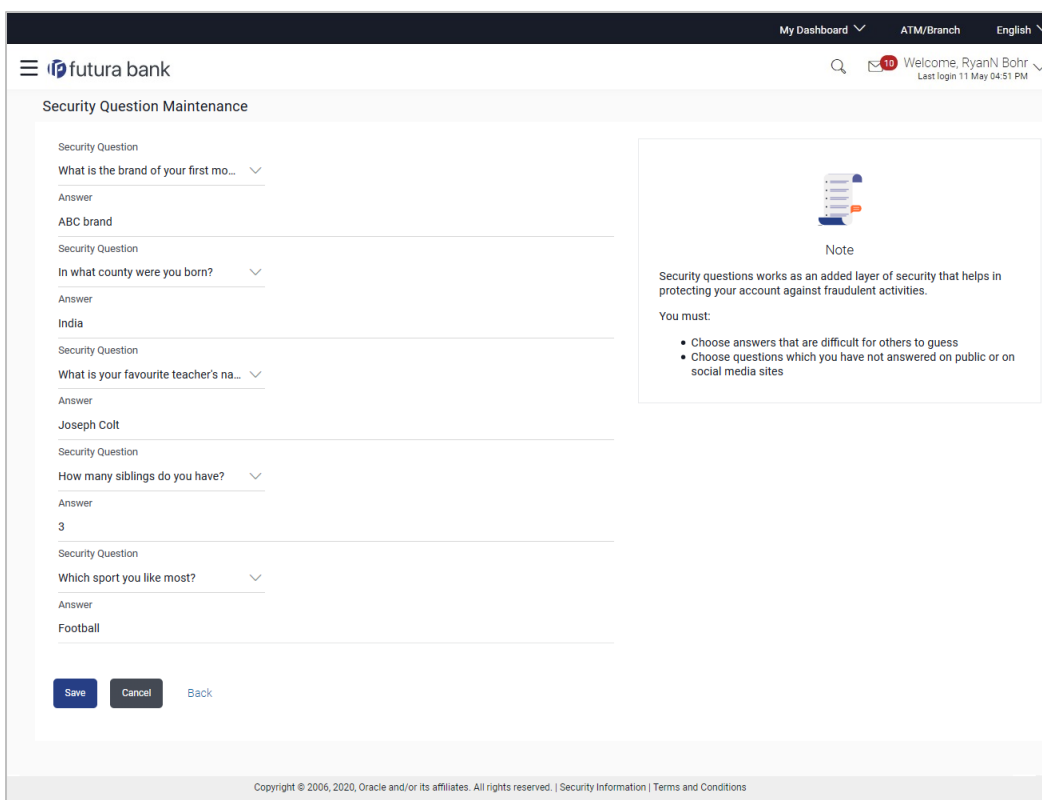 My Dashboard ATM/Branch English
futura bank
10 Welcome, RyanN Bohr
Last login 11 May 04:51 PM
Security Question Maintenance
Security Question
What is the brand of your first mo...
Answer
ABC brand
Security Question
In what county were you born?
Answer
India
Security Question
What is your favourite teacher's na...
Answer
Joseph Colt
Security Question
How many siblings do you have?
Answer
3
Security Question
Which sport you like most?
Answer
Football
Save Cancel Back
Note
Security questions works as an added layer of security that helps in
protecting your account against fraudulent activities.
You must:
• Choose answers that are difficult for others to guess
• Choose questions which you have not answered on public or on
social media sites
Copyright © 2006, 2020, Oracle and/or its affiliates. All rights reserved. | Security Information | Terms and Conditions